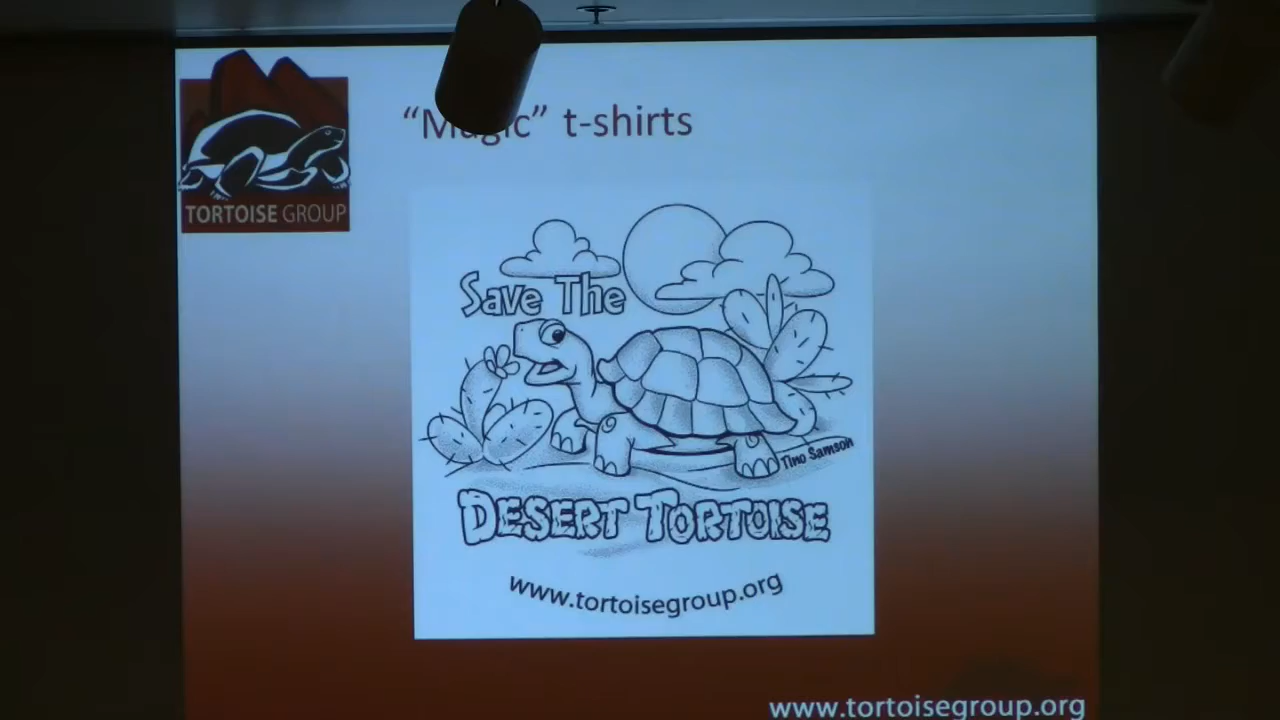 "Magic" t-shirts
TORTOISE GROUP
Save The
Tino Samson
DESERT TORTOISE
www.tortoisegroup.org
www.tortoisegroup.org